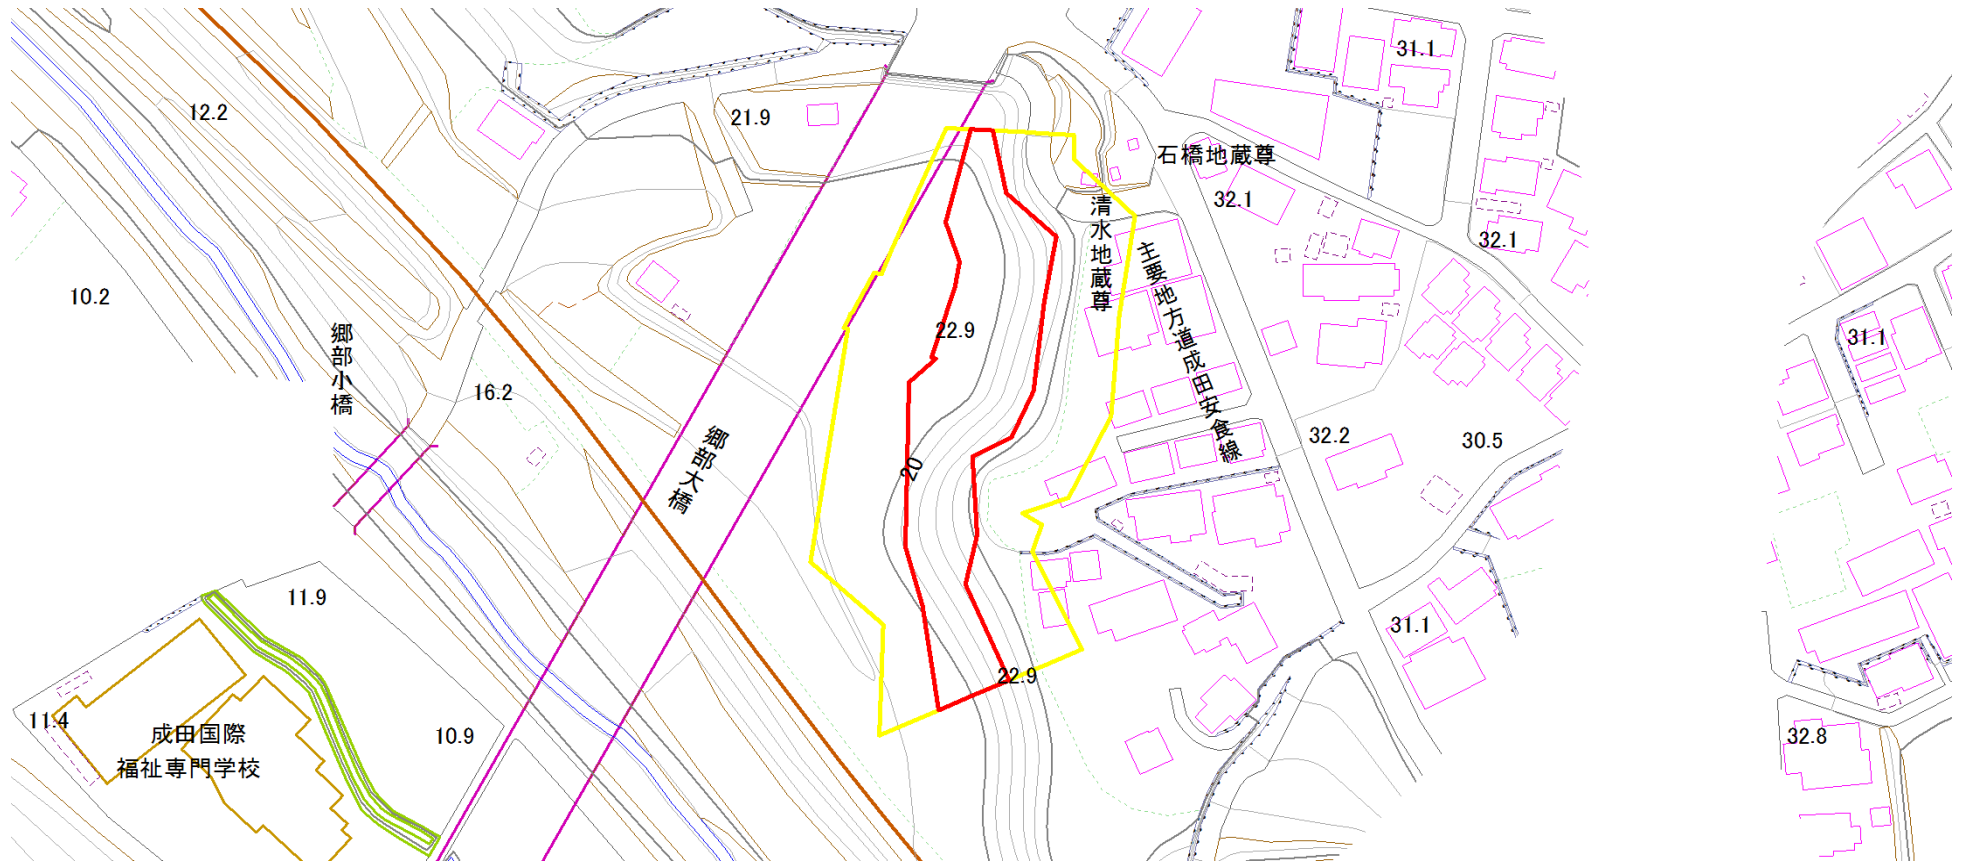 31.1
12.2
21.9
石橋地蔵尊
32.1
清水地蔵尊
32.1
主要地方道成田安食線
10.2
郷部小橋
22.9
31.1
16.2
郷部大橋
32.2
30.5
20
11.9
31.1
22.9
11.4
成田国際
福祉専門学校
10.9
32.8